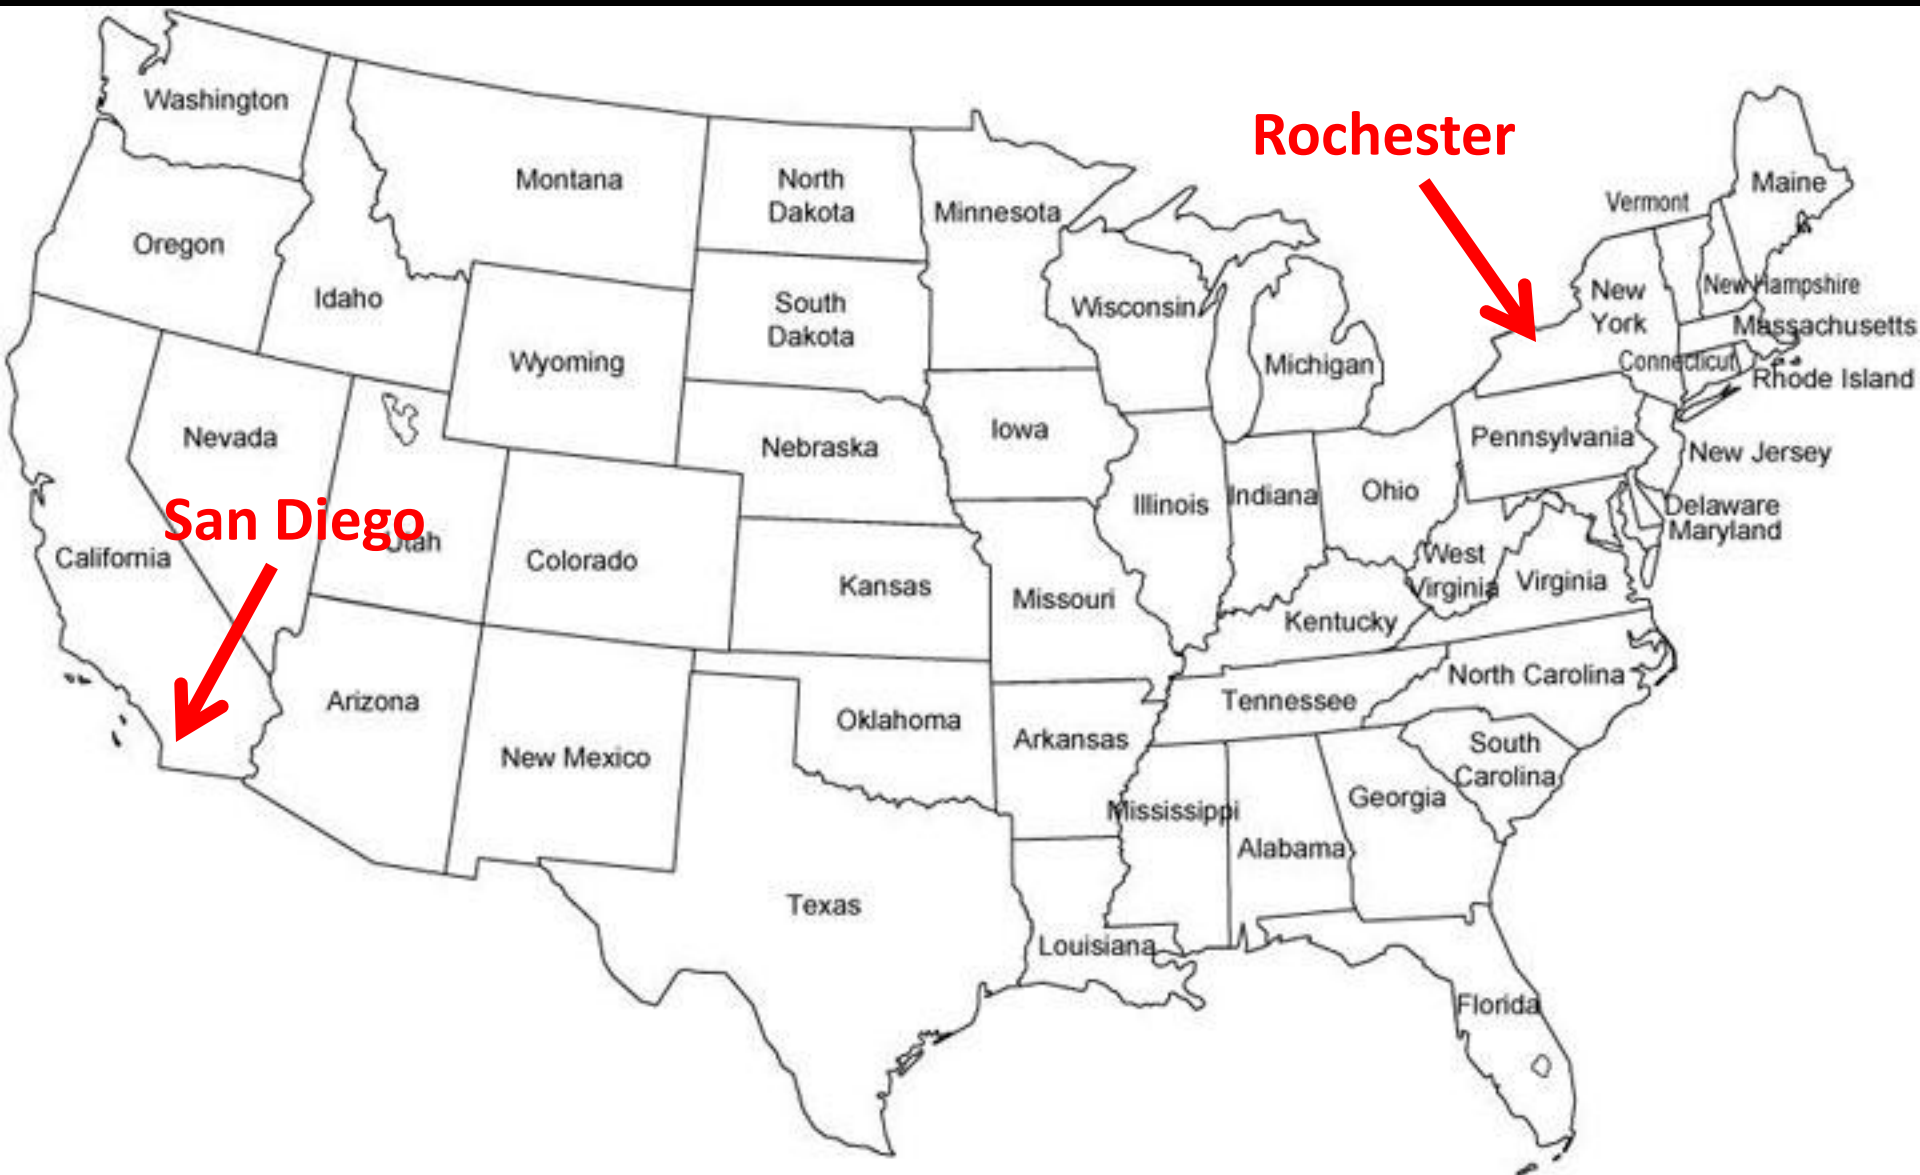 Washington
Montana
North
Dakota
Minnesota
Rochester
Vermont
Maine
Oregon
Idaho
Wyoming
South
Dakota
Wisconsin
Michigan
New
York
New Hampshire
Massachusetts
Connecticut
Rhode Island
Nevada
Nebraska
Iowa
Pennsylvania
New Jersey
San Diego
Utah
California
Colorado
Kansas
Missouri
Illinois
Indiana
Ohio
West
Virginia
Virginia
Delaware
Maryland
Kentucky
Arizona
New Mexico
Oklahoma
Arkansas
Tennessee
North Carolina
South
Carolina
Texas
Louisiana
Mississippi
Alabama
Georgia
Florida